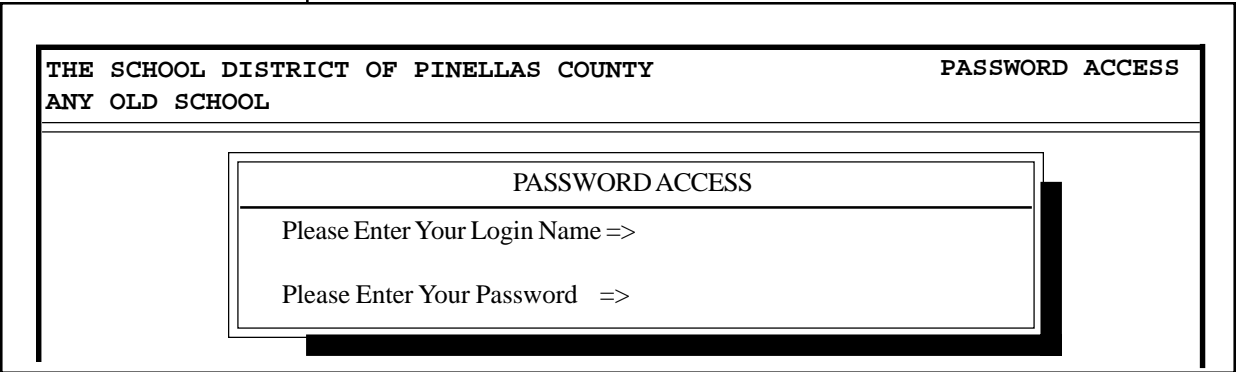 THE SCHOOL DISTRICT OF PINELLAS COUNTY PASSWORD ACCESS
ANY OLD SCHOOL
PASSWORD ACCESS
Please Enter Your Login Name =>
Please Enter Your Password =>